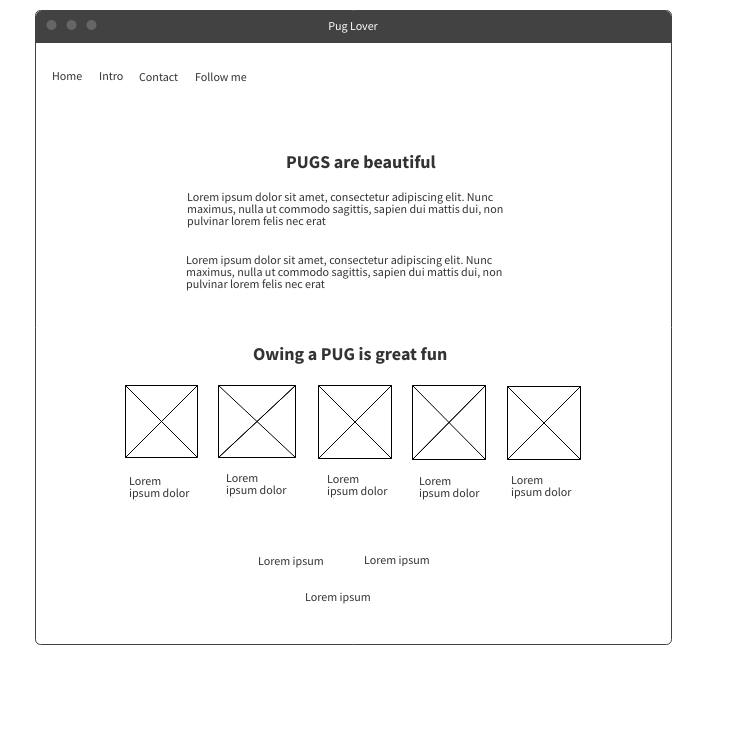 Pug Lover
Home Intro Contact Follow me
PUGS are beautiful
Lorem ipsum dolor sit amet, consectetur adipiscing elit. Nunc
maximus, nulla ut commodo sagittis, sapien dui mattis dui, non
pulvinar lorem felis nec erat
Lorem ipsum dolor sit amet, consectetur adipiscing elit. Nunc
maximus, nulla ut commodo sagittis, sapien dui mattis dui, non
pulvinar lorem felis nec erat
Owing a PUG is great fun
Lorem
ipsum dolor
Lorem
ipsum dolor
Lorem
ipsum dolor
Lorem
ipsum dolor
Lorem
ipsum dolor
Lorem ipsum
Lorem ipsum
Lorem ipsum